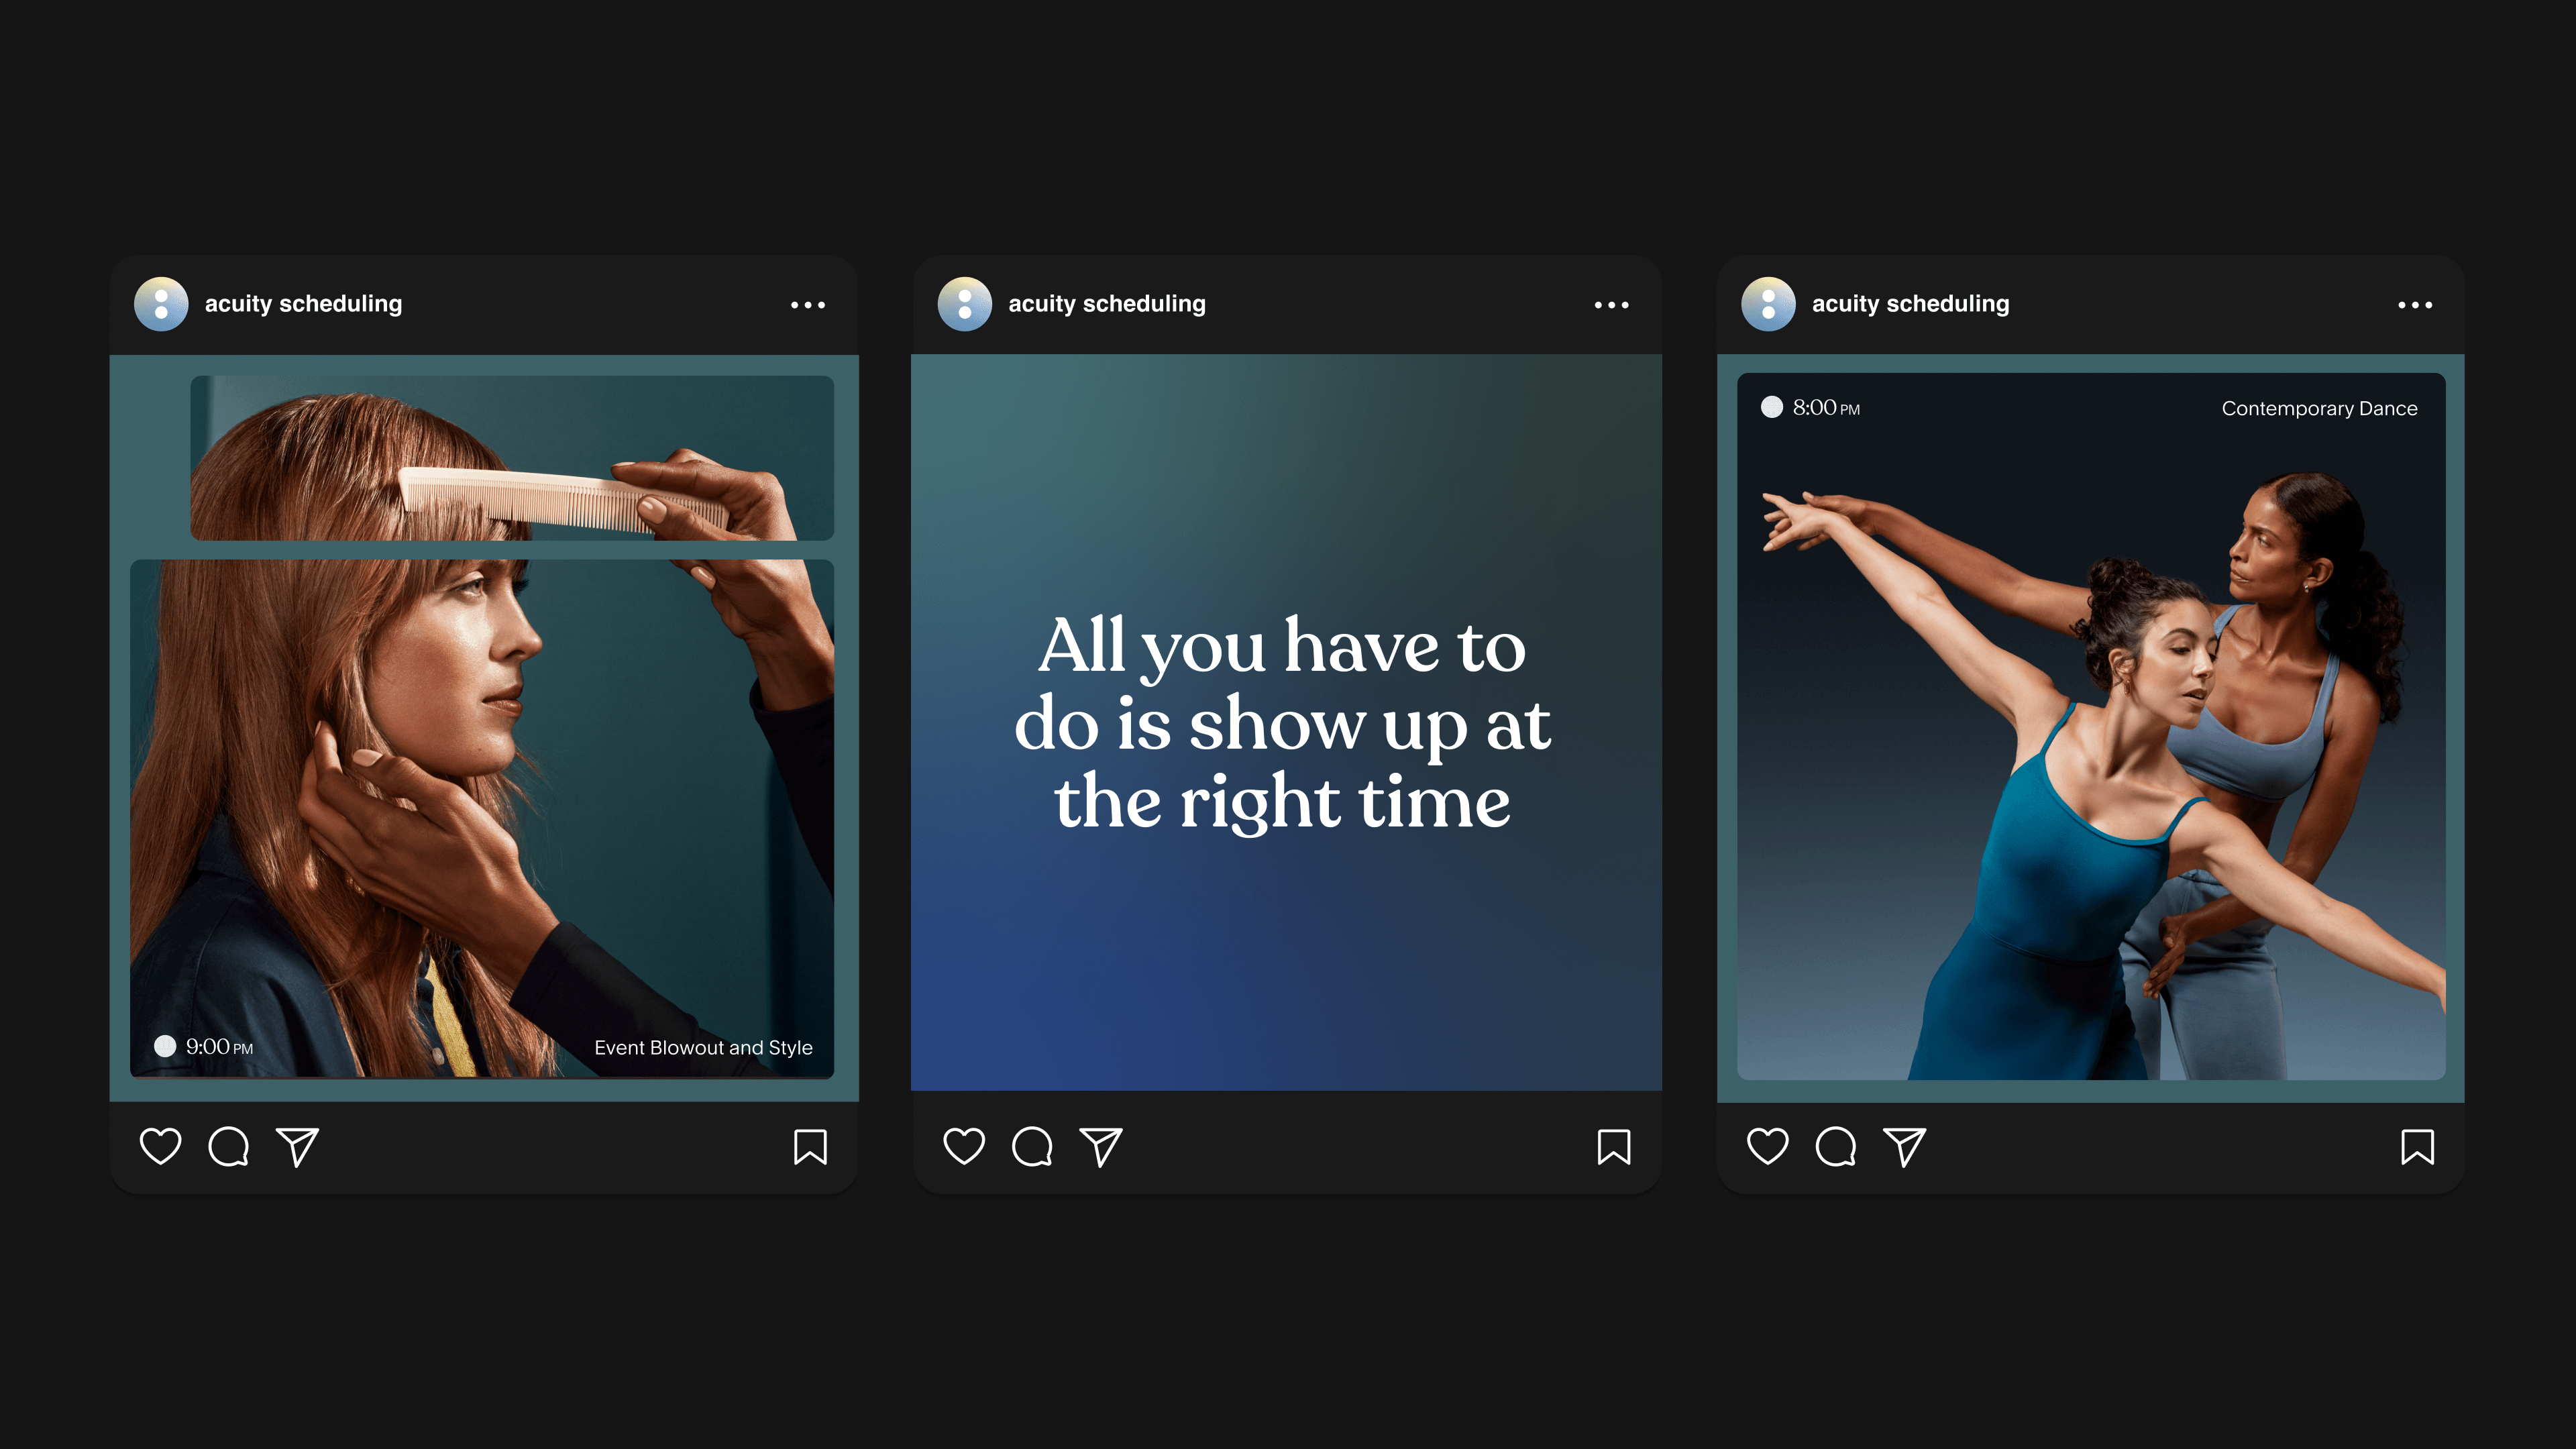 acuity scheduling
9:00 PM
Event Blowout and Style
acuity scheduling
All you have to
do is show up at
the right time
acuity scheduling
8:00 PM
Contemporary Dance